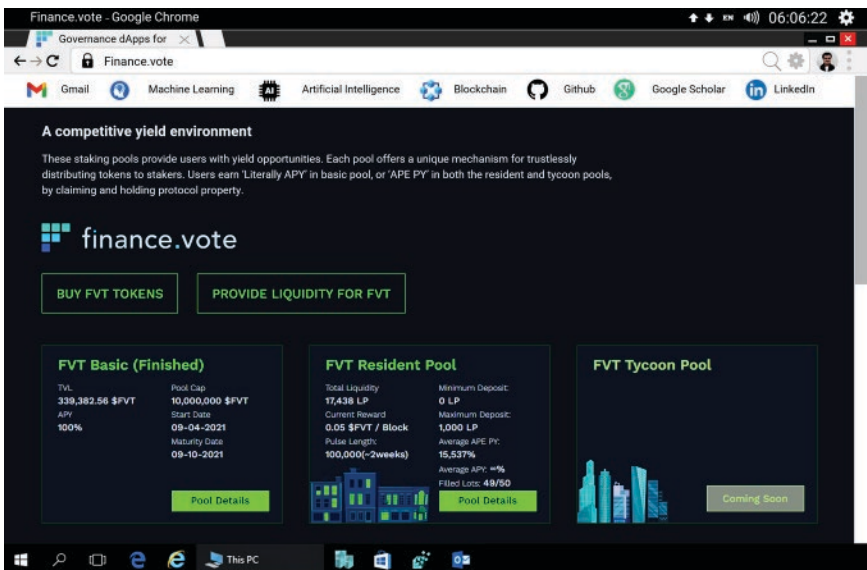 Finance.vote - Google Chrome
EN
06:06:22
Governance dApps for
Finance.vote
Gmail
Machine Learning
AI
Artificial Intelligence
Blockchain
Github
Google Scholar
in
LinkedIn
A competitive yield environment
These staking pools provide users with yield opportunities. Each pool offers a unique mechanism for trustlessly
distributing tokens to stakers. Users earn 'Literally APY' in basic pool, or 'APE PY' in both the resident and tycoon pools,
by claiming and holding protocol property.
finance.vote
BUY FVT TOKENS
PROVIDE LIQUIDITY FOR FVT
FVT Basic (Finished)
TVL
339,382.56 $FVT
APY
100%
Pool Cap
10,000,000 $FVT
Start Date
09-04-2021
Maturity Date
09-10-2021
Pool Details
FVT Resident Pool
Total Liquidity
17,438 LP
Current Reward
0.05 $FVT / Block
Pulse Length:
100,000(~2weeks)
Minimum Deposit:
0 LP
Maximum Deposit:
1,000 LP
Average APE PY:
15,537%
Average APY: ∞%
Filled Lots: 49/50
Pool Details
FVT Tycoon Pool
Coming Soon
This PC